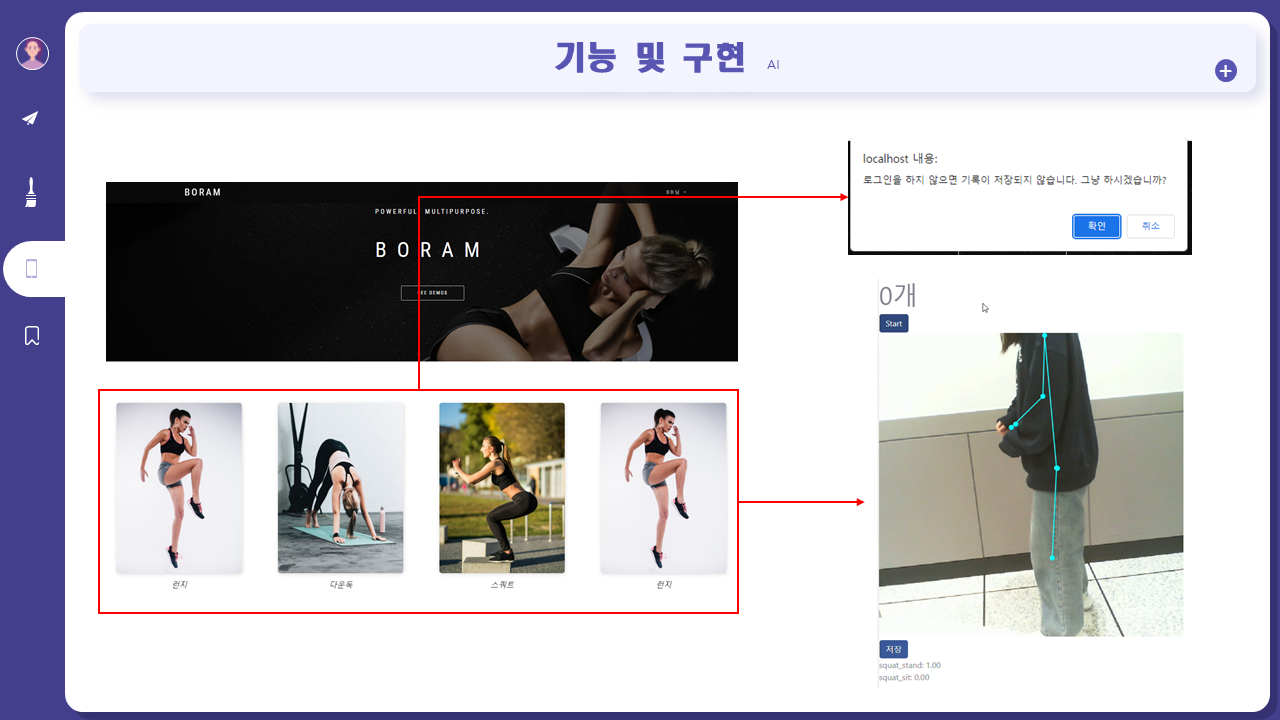 기능 및 구현 AI
BORAM
POWERFUL MULTIPURPOSE.
BORAM
SEE DEMOS
런지
다운독
스쿼트
런지
localhost 내용:
로그인을 하지 않으면 기록이 저장되지 않습니다. 그냥 하시겠습니까?
확인 취소
0개
Start
저장
squat_stand: 1.00
squat_sit: 0.00